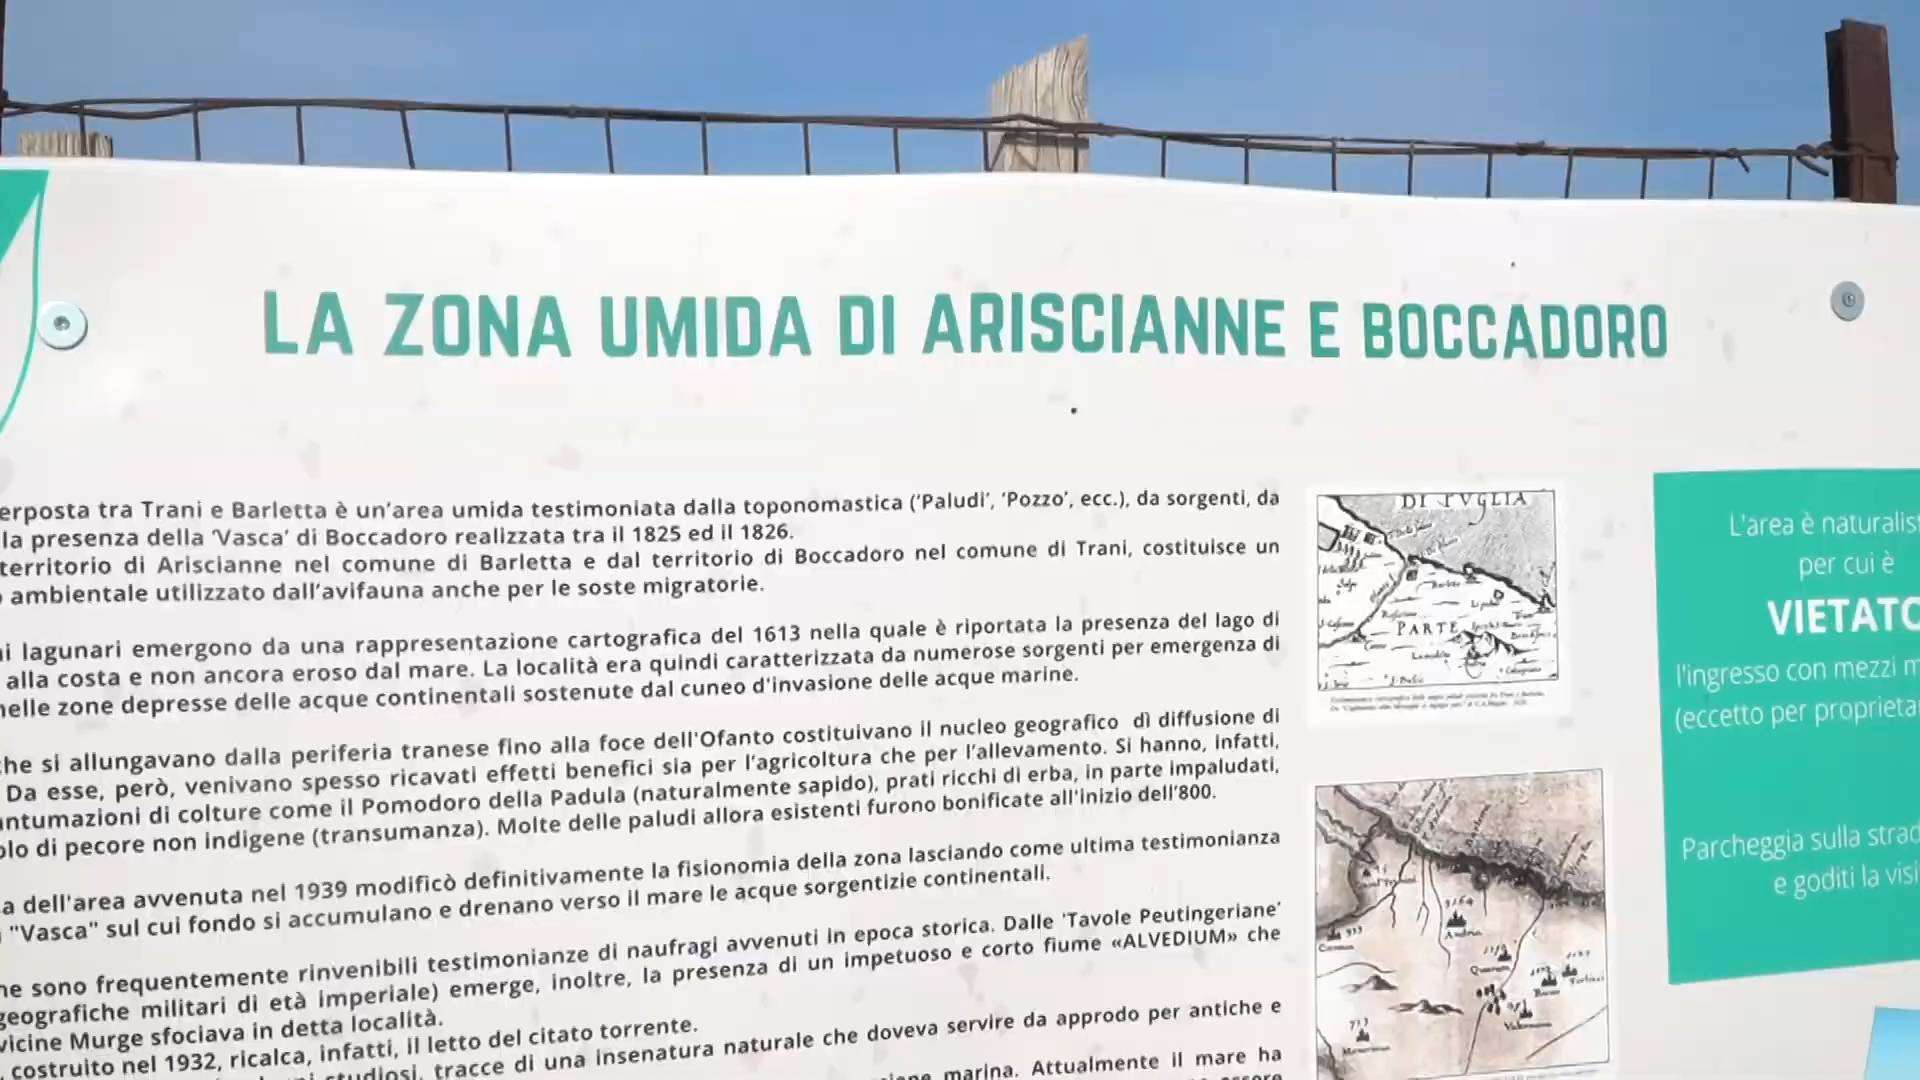 LA ZONA UMIDA DI ARISCIANNE E BOCCADORO
erposta tra Trani e Barletta è un'area umida testimoniata dalla toponomastica ('Paludi', 'Pozzo', ecc.), da sorgenti, da
la presenza della 'Vasca' di Boccadoro realizzata tra il 1825 ed il 1826.
territorio di Ariscianne nel comune di Barletta e dal territorio di Boccadoro nel comune di Trani, costituisce un
ambientale utilizzato dall'avifauna anche per le soste migratorie.
ni lagunari emergono da una rappresentazione cartografica del 1613 nella quale è riportata la presenza del lago di
alla costa e non ancora eroso dal mare. La località era quindi caratterizzata da numerose sorgenti per emergenza di
nelle zone depresse delle acque continentali sostenute dal cuneo d'invasione delle acque marine.
che si allungavano dalla periferia tranese fino alla foce dell'Ofanto costituivano il nucleo geografico dì diffusione di
Da esse, però, venivano spesso ricavati effetti benefici sia per l'agricoltura che per l'allevamento. Si hanno, infatti,
antumazioni di colture come il Pomodoro della Padula (naturalmente sapido), prati ricchi di erba, in parte impaludati,
olo di pecore non indigene (transumanza). Molte delle paludi allora esistenti furono bonificate all'inizio dell'800.
a dell'area avvenuta nel 1939 modificò definitivamente la fisionomia della zona lasciando come ultima testimonianza
"Vasca" sul cui fondo si accumulano e drenano verso il mare le acque sorgentizie continentali.
ne sono frequentemente rinvenibili testimonianze di naufragi avvenuti in epoca storica. Dalle 'Tavole Peutingeriane'
geografiche militari di età imperiale) emerge, inoltre, la presenza di un impetuoso e corto fiume «ALVEDIUM» che
vicine Murge sfociava in detta località.
costruito nel 1932, ricalca, infatti, il letto del citato torrente.
studiosi, tracce di una insenatura naturale che doveva servire da approdo per antiche e
marina. Attualmente il mare ha
DI PVGLIA
PARTE
Andria
L'area è naturalist
per cui è
VIETATO
l'ingresso con mezzi m
(eccetto per proprietar
Parcheggia sulla strad
e goditi la visi